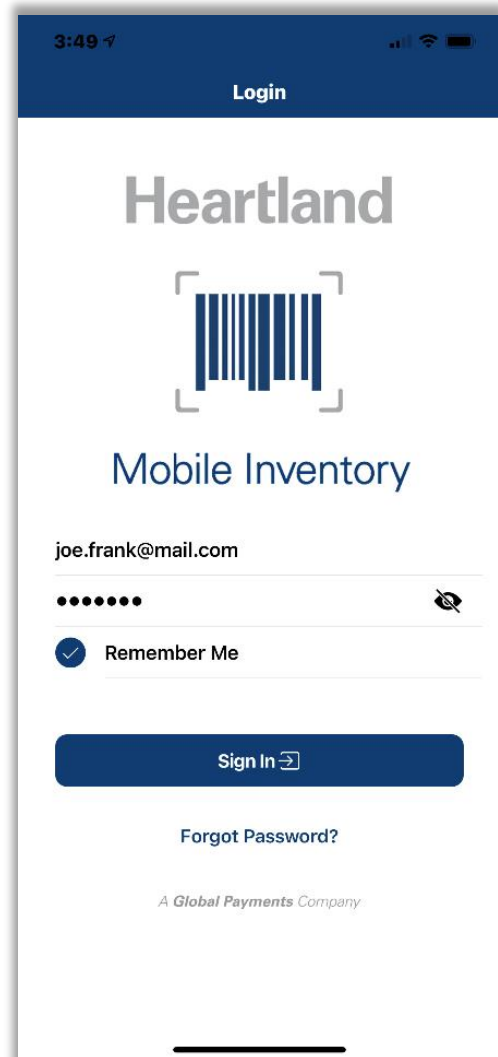 3:49
Login
Heartland
Mobile Inventory
joe.frank@mail.com
•••••••
Remember Me
Sign In
Forgot Password?
A Global Payments Company